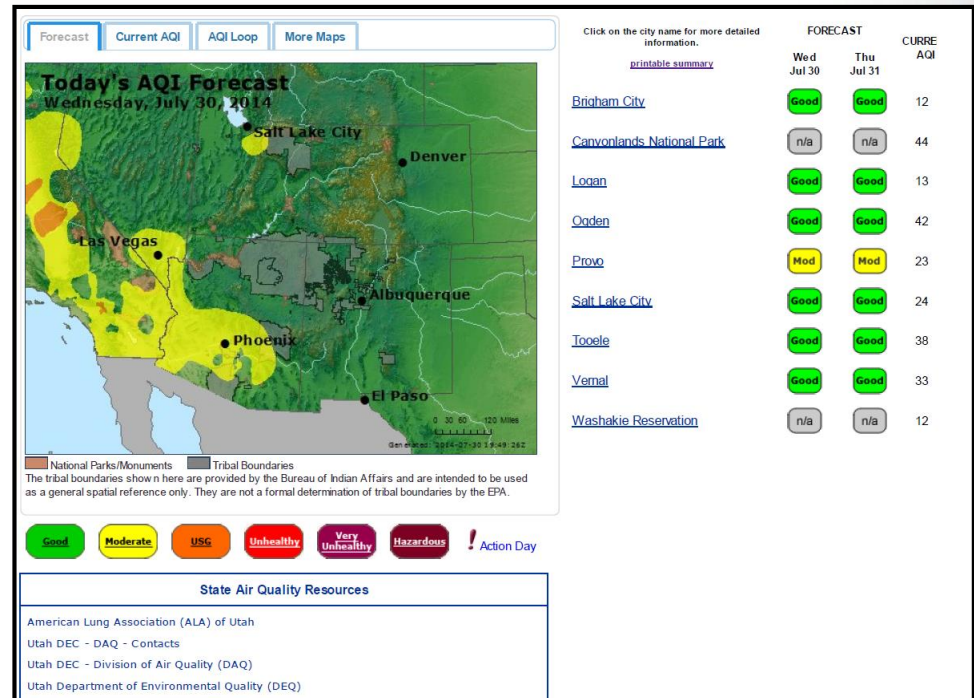 Forecast
Current AQI
AQI Loop
More Maps
Today's AQI Forecast
Wednesday, July 30, 2014
Salt Lake City
Denver
Las Vegas
Albuquerque
Phoenix
El Paso
0 30 60 120 Miles
Generated: 2014-27-30 19:49:26Z
National Parks/Monuments Tribal Boundaries
The tribal boundaries shown here are provided by the Bureau of Indian Affairs and are intended to be used
as a general spatial reference only. They are not a formal determination of tribal boundaries by the EPA.
Good Moderate USG Unhealthy Very Unhealthy Hazardous ! Action Day
State Air Quality Resources
American Lung Association (ALA) of Utah
Utah DEC - DAQ - Contacts
Utah DEC - Division of Air Quality (DAQ)
Utah Department of Environmental Quality (DEQ)
Click on the city name for more detailed
information.
printable summary
FORECAST
CURRE
AQI
Wed Thu
Jul 30 Jul 31
Brigham City Good Good 12
Canyonlands National Park n/a n/a 44
Logan Good Good 13
Ogden Good Good 42
Provo Mod Mod 23
Salt Lake City Good Good 24
Tooele Good Good 38
Vernal Good Good 33
Washakie Reservation n/a n/a 12